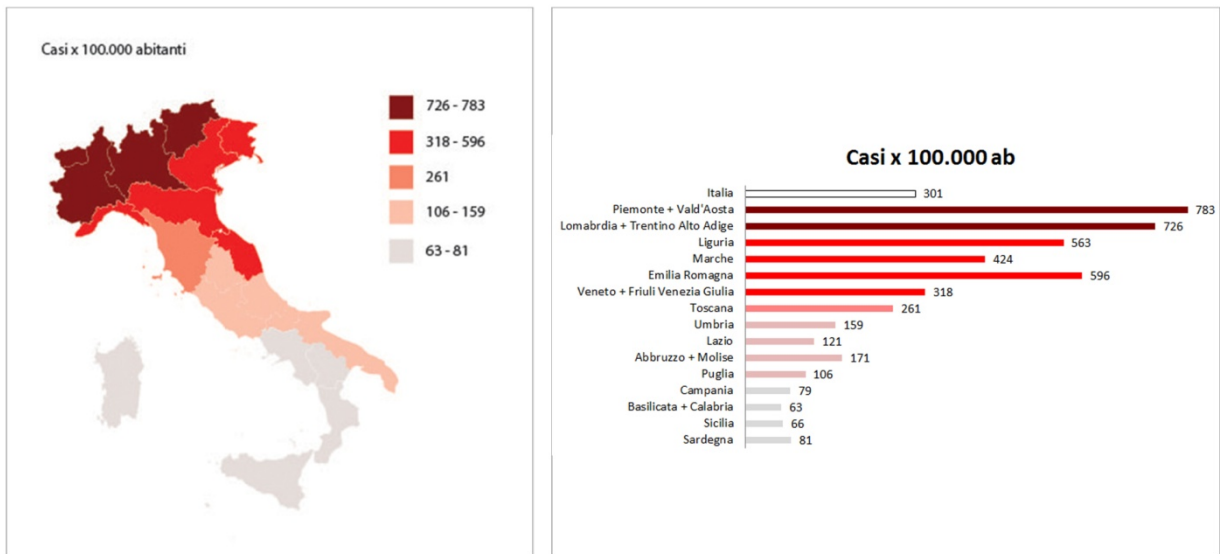 Casi x 100.000 abitanti
726 - 783
318 - 596
261
106 - 159
63 - 81
Casi x 100.000 ab
Italia 301
Piemonte + Vald'Aosta 783
Lomabrdia + Trentino Alto Adige 726
Liguria 563
Marche 424
Emilia Romagna 596
Veneto + Friuli Venezia Giulia 318
Toscana 261
Umbria 159
Lazio 121
Abbruzzo + Molise 171
Puglia 106
Campania 79
Basilicata + Calabria 63
Sicilia 66
Sardegna 81